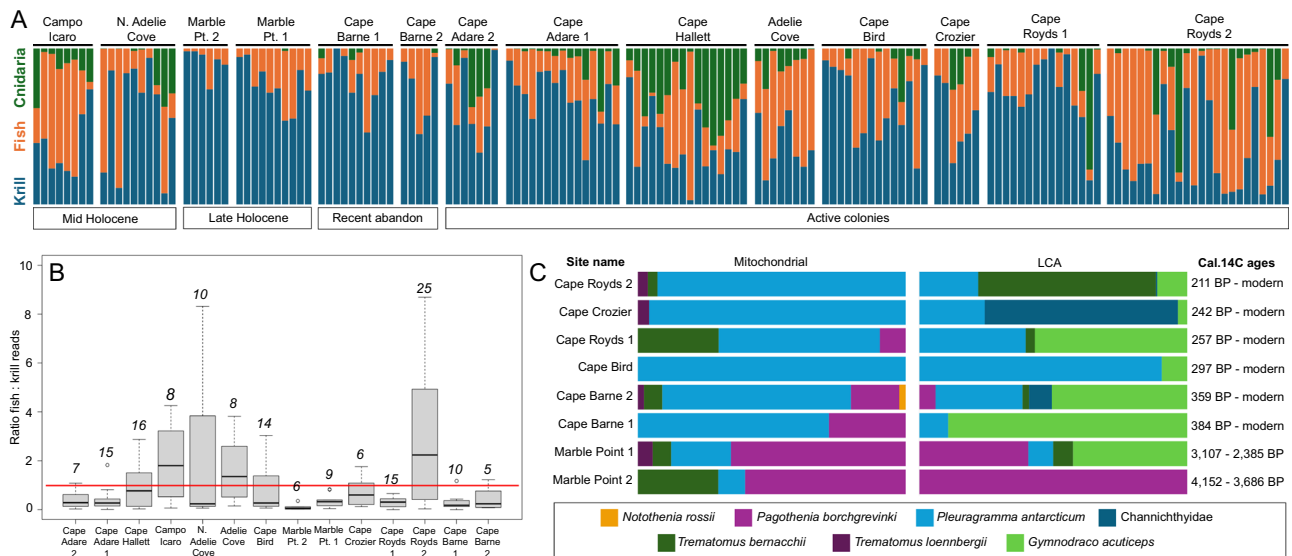 A
Campo Icaro
N. Adelie Cove
Marble Pt. 2
Marble Pt. 1
Cape Barne 1
Cape Barne 2
Cape Adare 2
Cape Adare 1
Cape Hallett
Adelie Cove
Cape Bird
Cape Crozier
Cape Royds 1
Cape Royds 2
Krill Fish Cnidaria
Mid Holocene
Late Holocene
Recent abandon
Active colonies
B
Ratio fish : krill reads
10
8
6
4
2
0
7
15
16
8
10
8
14
6
9
6
15
25
10
5
Cape Adare 2
Cape Adare 1
Cape Hallett
Campo Icaro
N. Adelie Cove
Adelie Cove
Cape Bird
Marble Pt. 2
Marble Pt. 1
Cape Crozier
Cape Royds 1
Cape Royds 2
Cape Barne 1
Cape Barne 2
C
Site name
Mitochondrial
LCA
Cal.14C ages
Cape Royds 2
211 BP - modern
Cape Crozier
242 BP - modern
Cape Royds 1
257 BP - modern
Cape Bird
297 BP - modern
Cape Barne 2
359 BP - modern
Cape Barne 1
384 BP - modern
Marble Point 1
3,107 - 2,385 BP
Marble Point 2
4,152 - 3,686 BP
Notothenia rossii
Pagothenia borchgrevinki
Pleuragramma antarcticum
Channichthyidae
Trematomus bernacchii
Trematomus loennbergii
Gymnodraco acuticeps